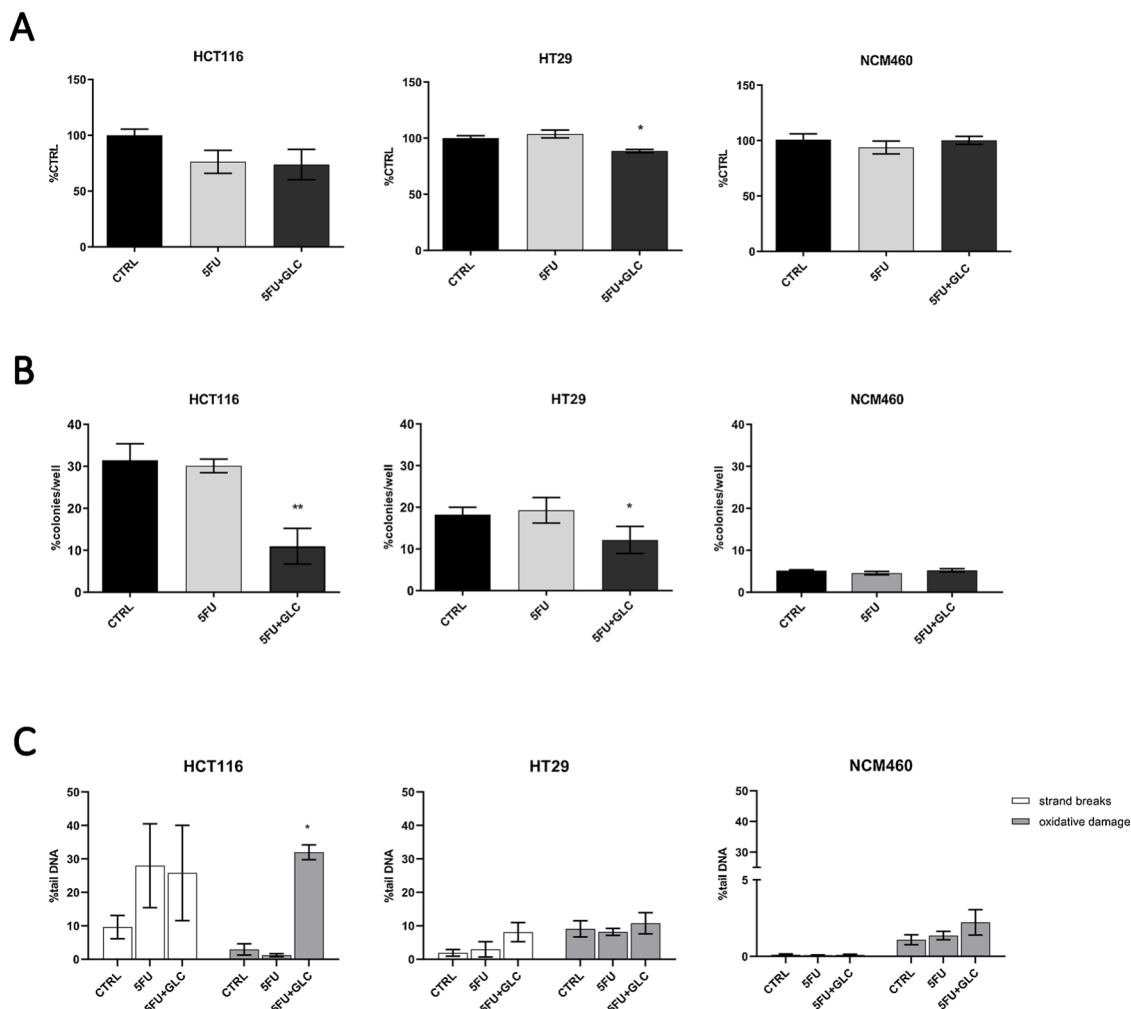 A
HCT116
HT29
NCM460
%CTRL
150
100
50
0
CTRL
5FU
5FU+GLC
%CTRL
150
100
50
0
*
CTRL
5FU
5FU+GLC
%CTRL
150
100
50
0
CTRL
5FU
5FU+GLC
B
HCT116
HT29
NCM460
%colonies/well
40
30
20
10
0
**
CTRL
5FU
5FU+GLC
%colonies/well
40
30
20
10
0
*
CTRL
5FU
5FU+GLC
%colonies/well
40
30
20
10
0
CTRL
5FU
5FU+GLC
C
HCT116
HT29
NCM460
%tail DNA
50
40
30
20
10
0
*
CTRL
5FU
5FU+GLC
CTRL
5FU
5FU+GLC
%tail DNA
50
40
30
20
10
0
CTRL
5FU
5FU+GLC
CTRL
5FU
5FU+GLC
%tail DNA
50
40
30
5
0
CTRL
5FU
5FU+GLC
CTRL
5FU
5FU+GLC
strand breaks
oxidative damage